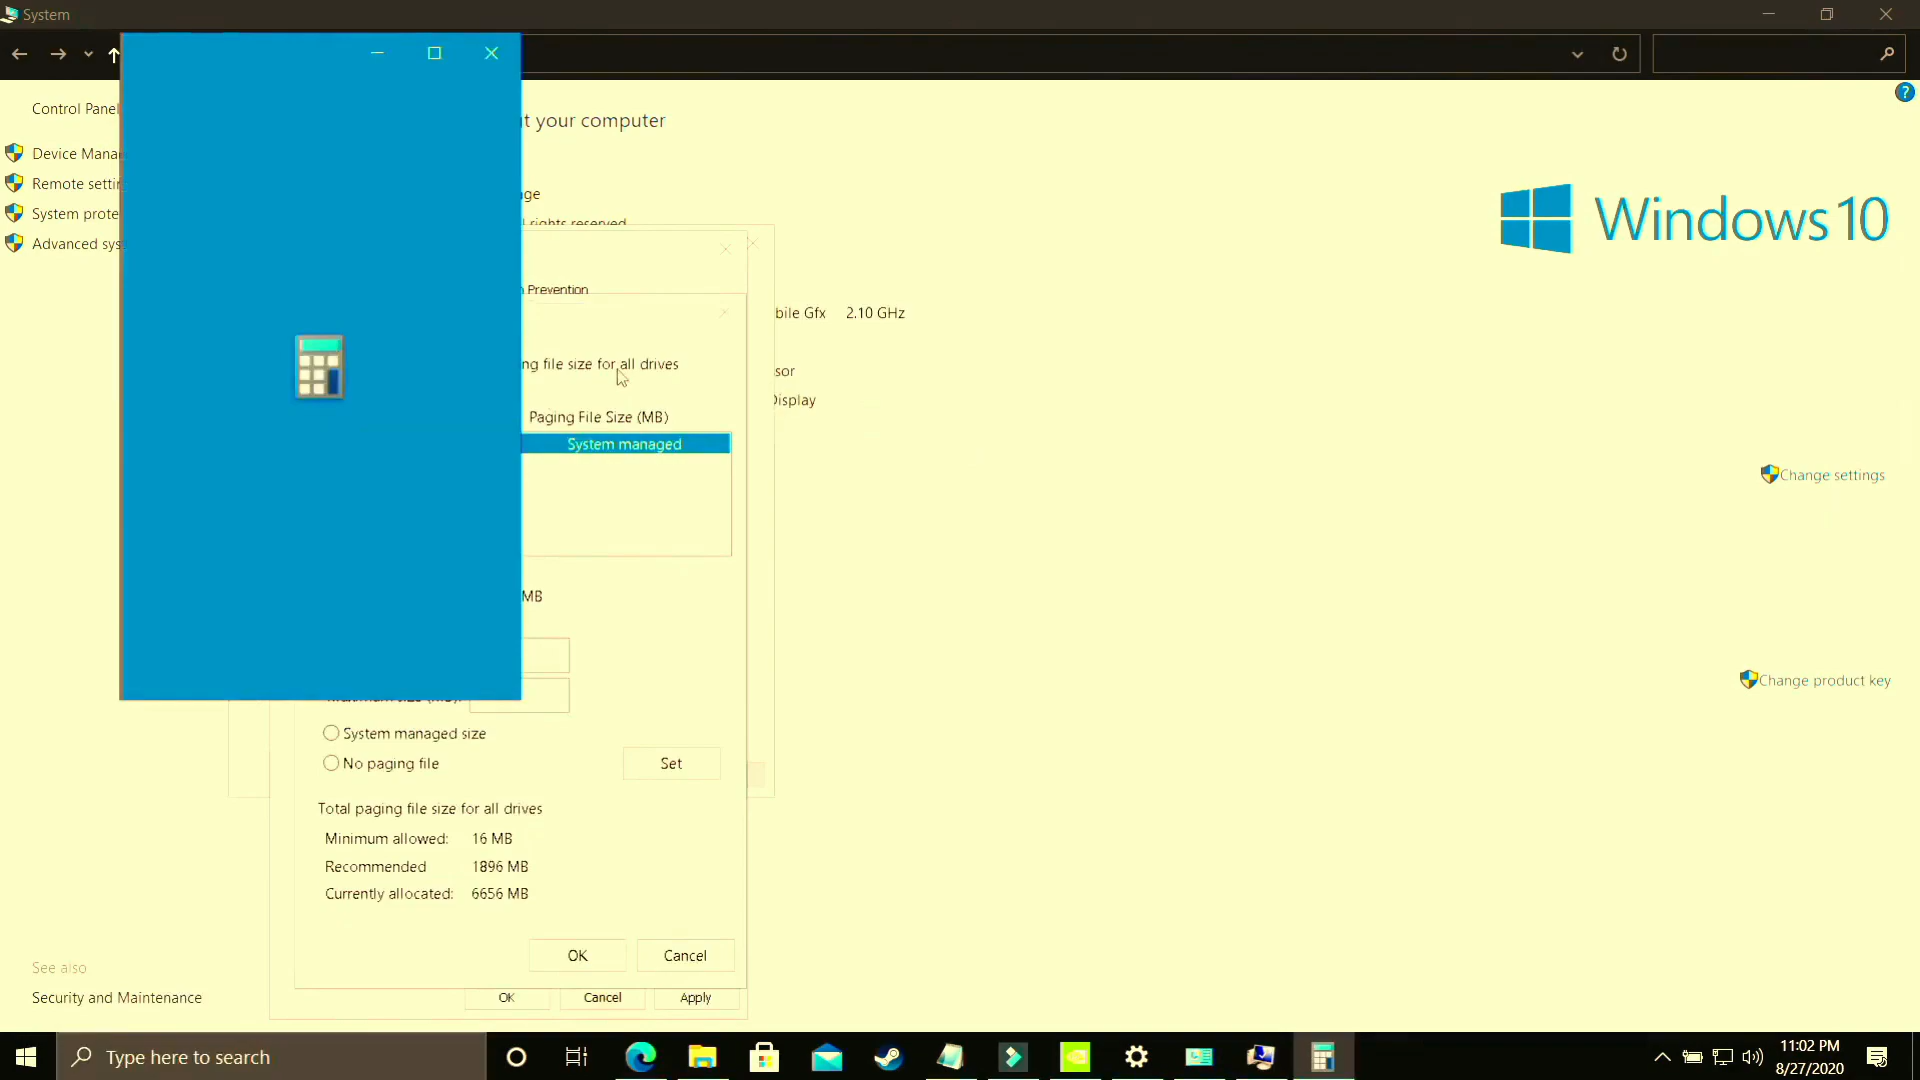 System
Control Panel
Device Mana
Remote settin
System prote
Advanced sys
t your computer
ge
rights reserved
Windows 10
Prevention
bile Gfx 2.10 GHz
ng file size for all drives
sor
Display
Paging File Size (MB)
System managed
Change settings
MB
Change product key
System managed size
No paging file
Set
Total paging file size for all drives
Minimum allowed: 16 MB
Recommended 1896 MB
Currently allocated: 6656 MB
OK Cancel
See also
Security and Maintenance
OK Cancel Apply
Type here to search
11:02 PM
8/27/2020